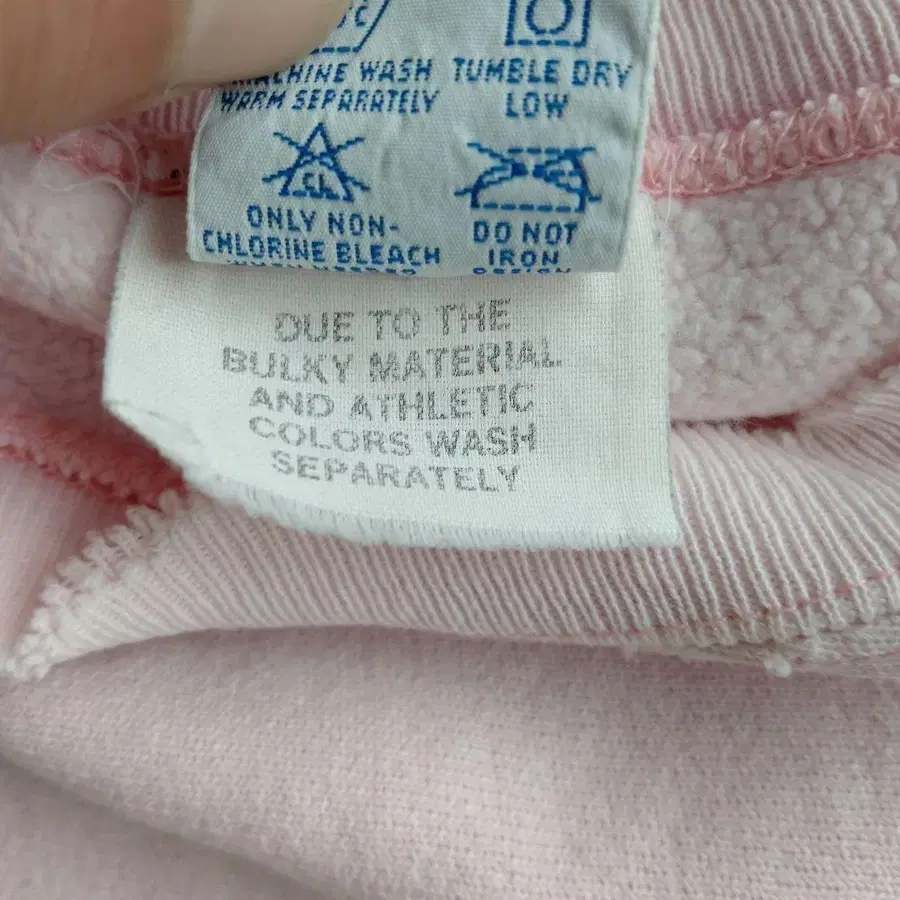 MACHINE WASH
WARM SEPARATELY
TUMBLE DRY
LOW
ONLY NON-
CHLORINE BLEACH
DO NOT
IRON
DUE TO THE
BULKY MATERIAL
AND ATHLETIC
COLORS WASH
SEPARATELY